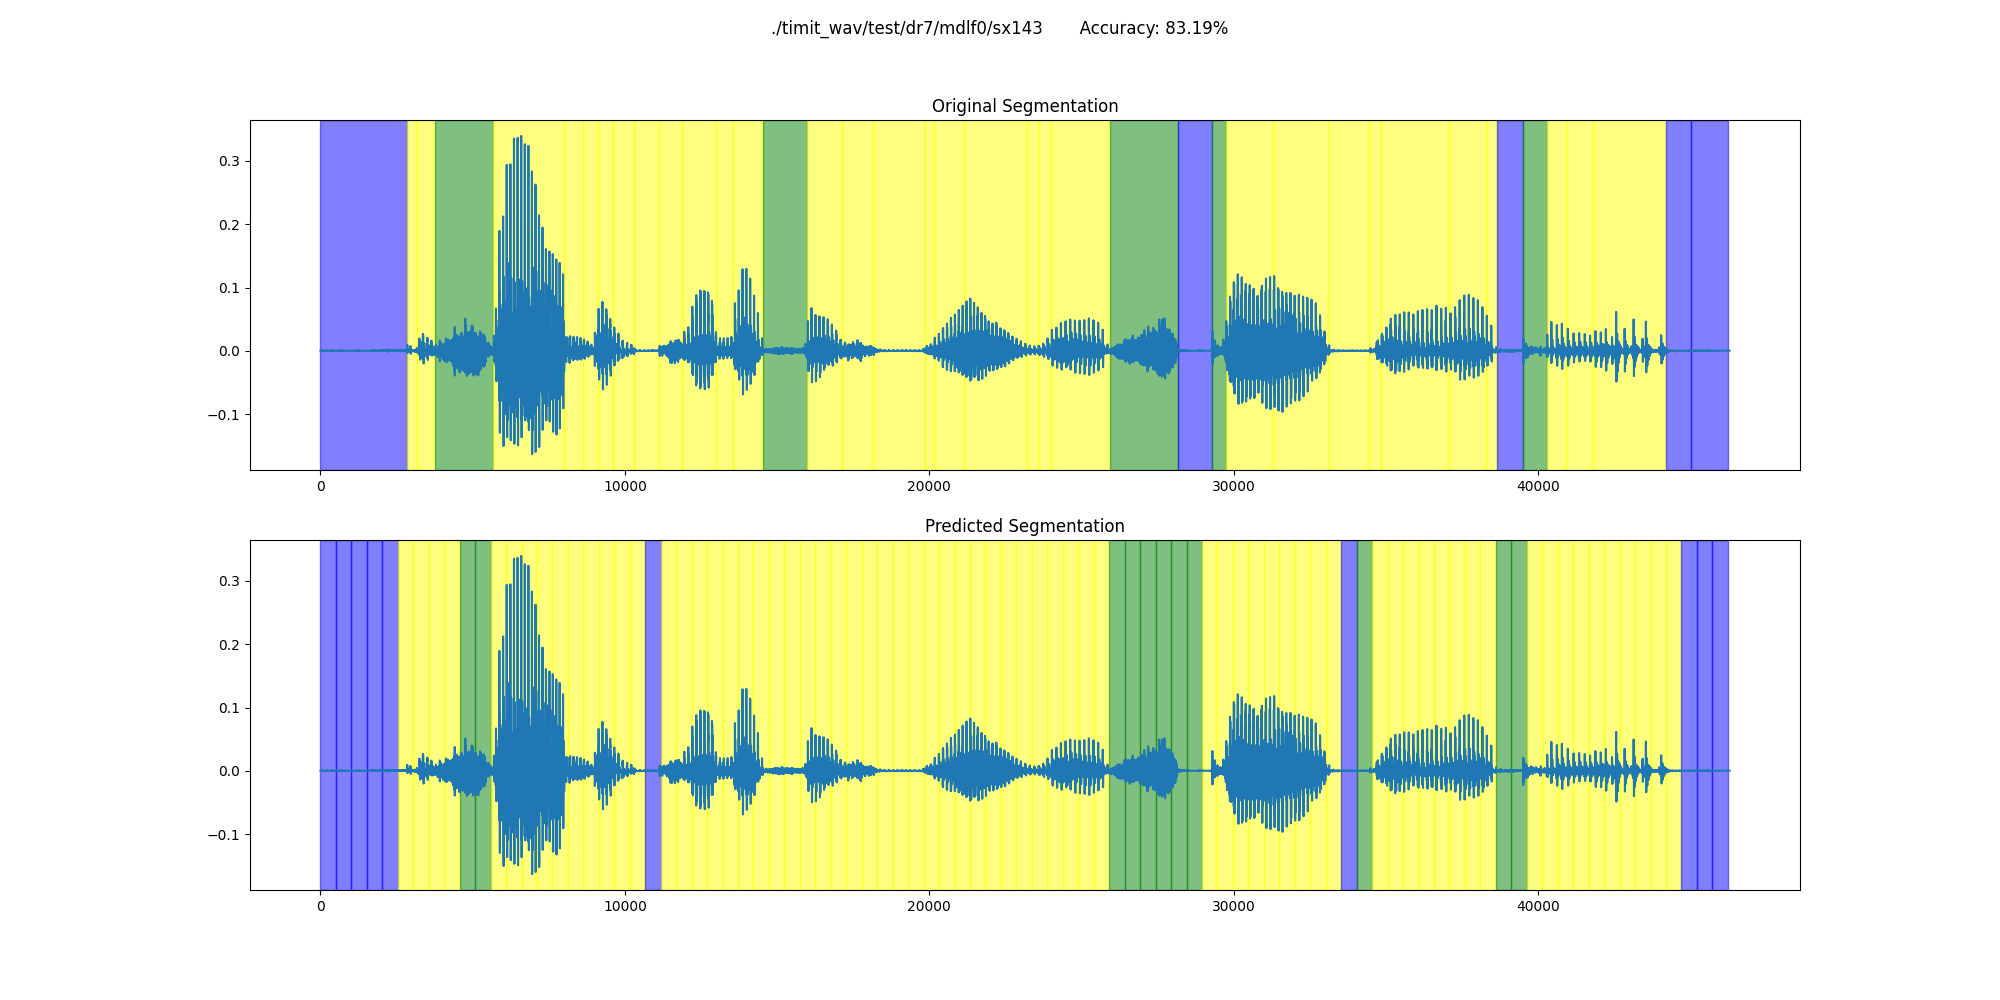 ./timit_wav/test/dr7/mdlf0/sx143 Accuracy: 83.19%
Original Segmentation
0.3
0.2
0.1
0.0
−0.1
0 10000 20000 30000 40000
Predicted Segmentation
0.3
0.2
0.1
0.0
−0.1
0 10000 20000 30000 40000